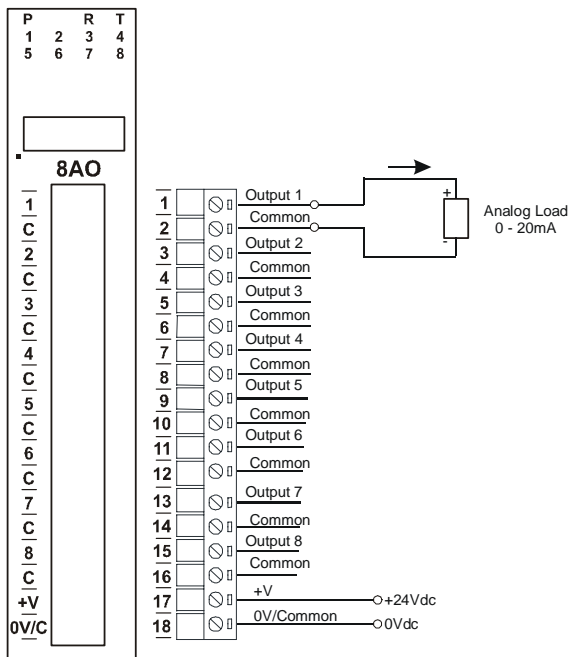 P R T
1 2 3 4
5 6 7 8
8AO
1
C
2
C
3
C
4
C
5
C
6
C
7
C
8
C
+V
0V/C
1 Output 1
2 Common
3 Output 2
4 Common
5 Output 3
6 Common
7 Output 4
8 Common
9 Output 5
10 Common
11 Output 6
12 Common
13 Output 7
14 Common
15 Output 8
16 Common
17 +V +24Vdc
18 0V/Common 0Vdc
+
-
Analog Load
0 - 20mA